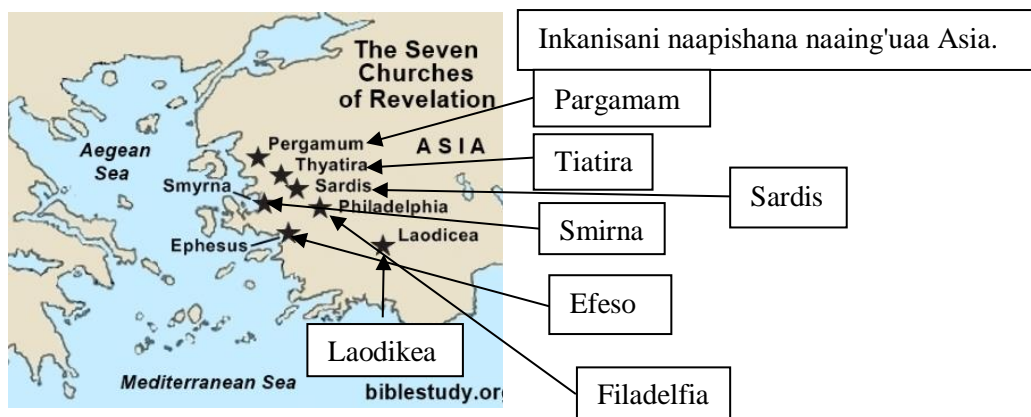 The Seven
Churches
of Revelation
Inkanisani naapishana naaing'uaa Asia.
Pargamam
Pergamum
A S I A
Aegean
Sea
Thyatira
Tiatira
Smyrna
Sardis
Sardis
Philadelphia
Smirna
Ephesus
Laodicea
Efeso
Laodikea
Mediterranean Sea
biblestudy.org
Filadelfia